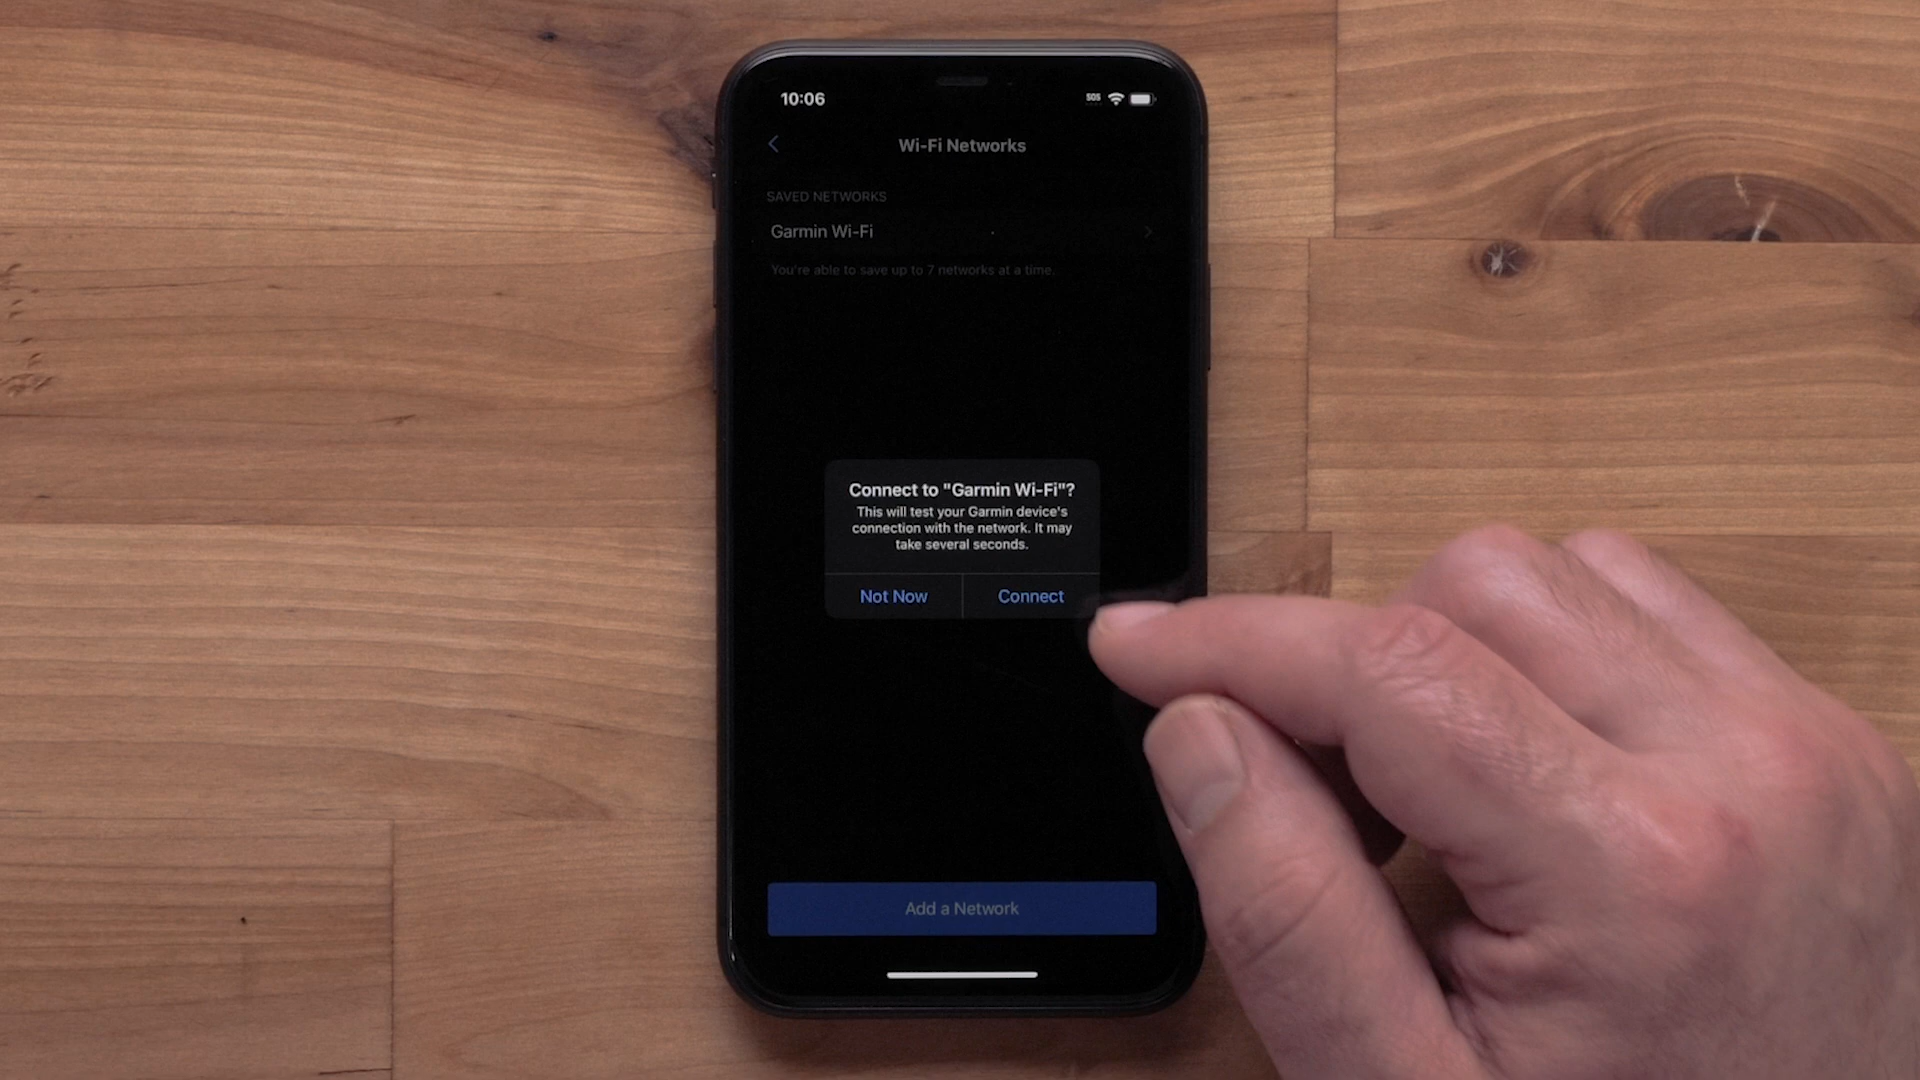 10:06
SOS
Wi-Fi Networks
SAVED NETWORKS
Garmin Wi-Fi
You're able to save up to 7 networks at a time.
Connect to "Garmin Wi-Fi"?
This will test your Garmin device's
connection with the network. It may
take several seconds.
Not Now
Connect
Add a Network